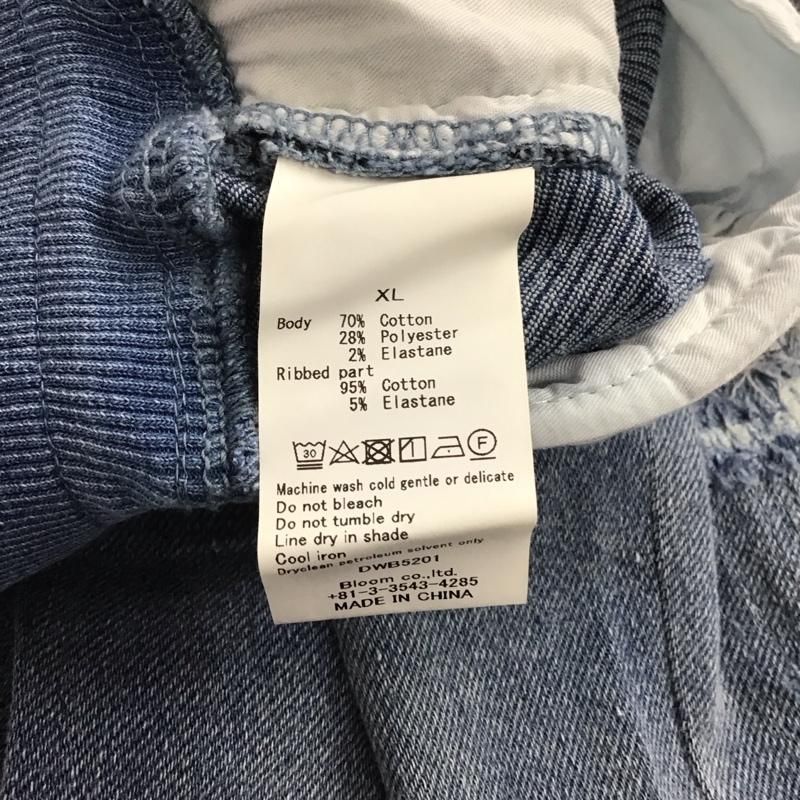 XL
Body 70% Cotton
28% Polyester
2% Elastane
Ribbed part
95% Cotton
5% Elastane
30 F
Machine wash cold gentle or delicate
Do not bleach
Do not tumble dry
Line dry in shade
Cool iron
Dryclean petroleum solvent only
DWB5201
Bloom co.,ltd.
+81-3-3543-4285
MADE IN CHINA